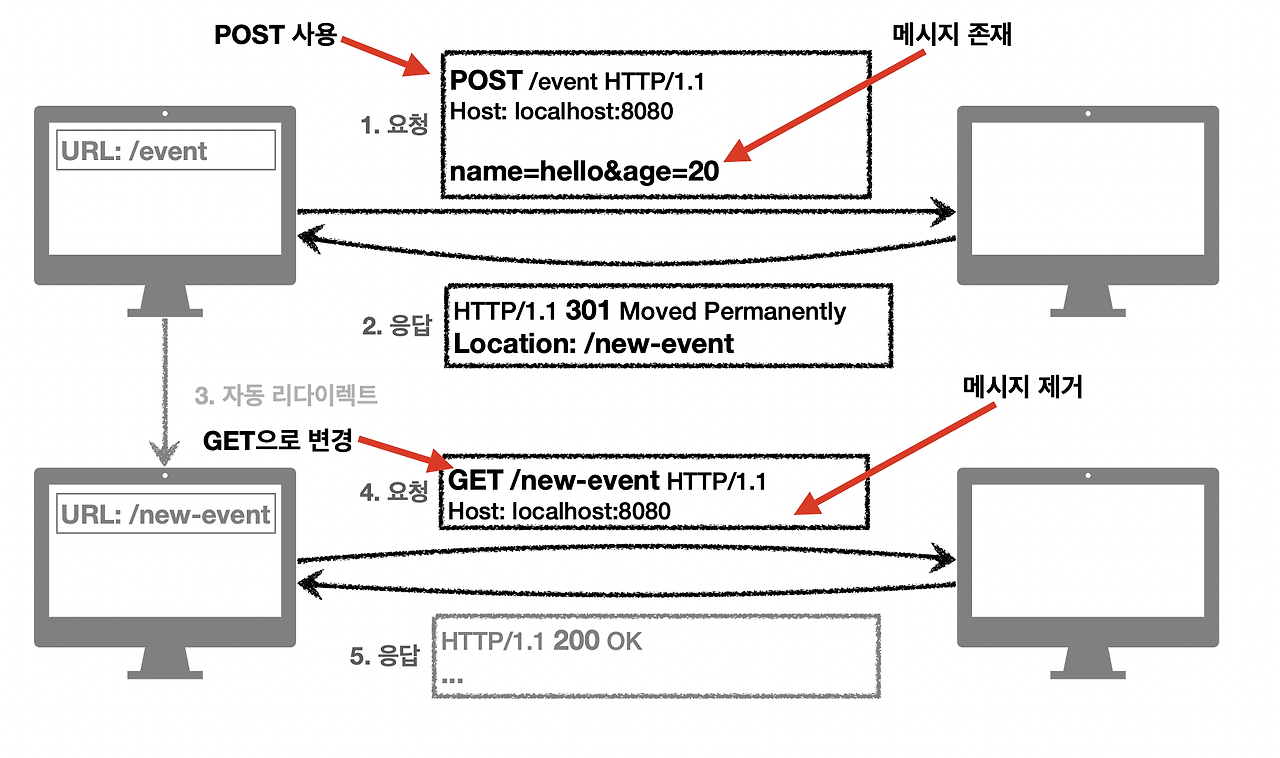 POST 사용
메시지 존재
POST /event HTTP/1.1
Host: localhost:8080
1. 요청
name=hello&age=20
URL: /event
2. 응답
HTTP/1.1 301 Moved Permanently
Location: /new-event
3. 자동 리다이렉트
메시지 제거
GET으로 변경
4. 요청
GET /new-event HTTP/1.1
Host: localhost:8080
URL: /new-event
5. 응답
HTTP/1.1 200 OK
...